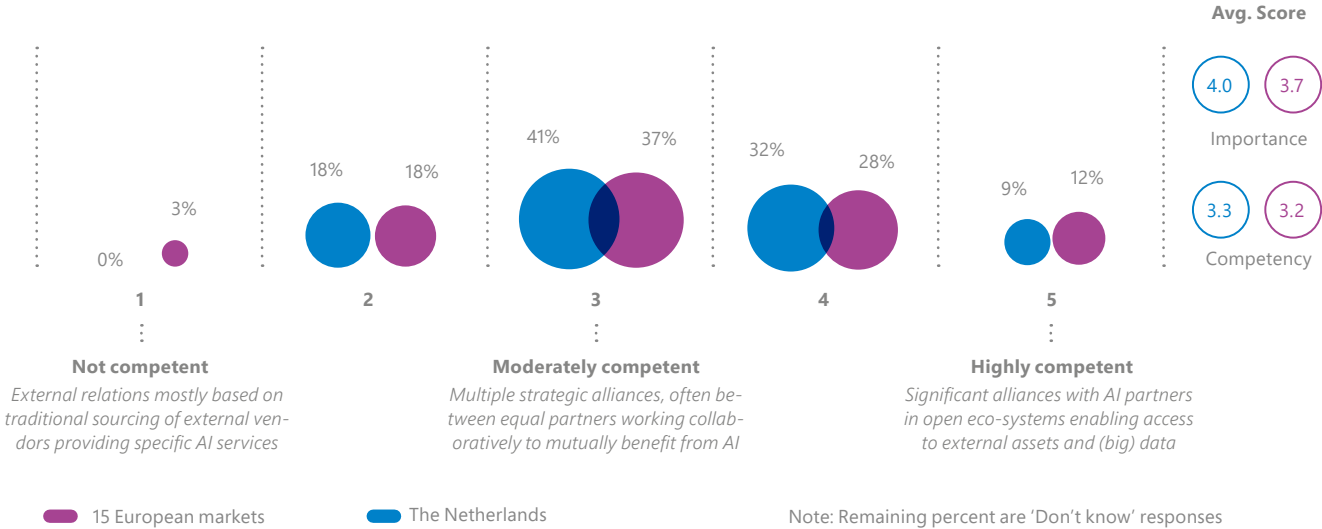 Avg. Score
4.0 3.7
Importance
3.3 3.2
Competency
0% 3%
18% 18%
41% 37%
32% 28%
9% 12%
1 2 3 4 5
Not competent
External relations mostly based on
traditional sourcing of external ven-
dors providing specific AI services
Moderately competent
Multiple strategic alliances, often be-
tween equal partners working collab-
oratively to mutually benefit from AI
Highly competent
Significant alliances with AI partners
in open eco-systems enabling access
to external assets and (big) data
15 European markets
The Netherlands
Note: Remaining percent are 'Don't know' responses